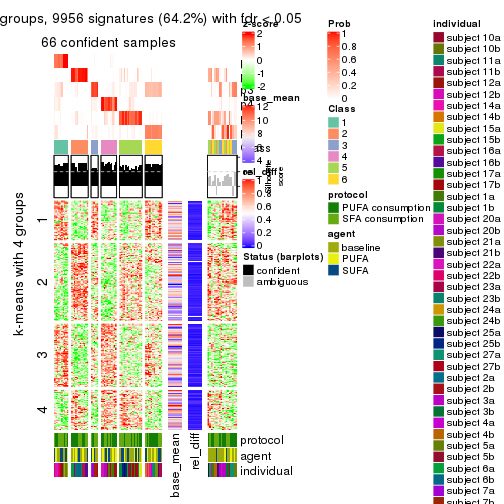 groups, 9956 signatures (64.2%) with fdr < 0.05
66 confident samples
k-means with 4 groups
1
2
3
4
base_mean
rel_diff
protocol
agent
individual
z-score
2
1
0
-1
-2
base_mean
12
10
8
6
4
rel_diff
1
0.8
0.6
0.4
0.2
0
silhouette
score
Status (barplots)
confident
ambiguous
Prob
1
0.8
0.6
0.4
0.2
0
Class
1
2
3
4
5
6
protocol
PUFA consumption
SFA consumption
agent
baseline
PUFA
SUFA
individual
subject 10a
subject 10b
subject 11a
subject 11b
subject 12a
subject 12b
subject 14a
subject 14b
subject 15a
subject 15b
subject 16a
subject 16b
subject 17a
subject 17b
subject 1a
subject 1b
subject 20a
subject 20b
subject 21a
subject 21b
subject 22a
subject 22b
subject 23a
subject 23b
subject 24a
subject 24b
subject 25a
subject 25b
subject 27a
subject 27b
subject 2a
subject 2b
subject 3a
subject 3b
subject 4a
subject 4b
subject 5a
subject 5b
subject 6a
subject 6b
subject 7a
subject 7b